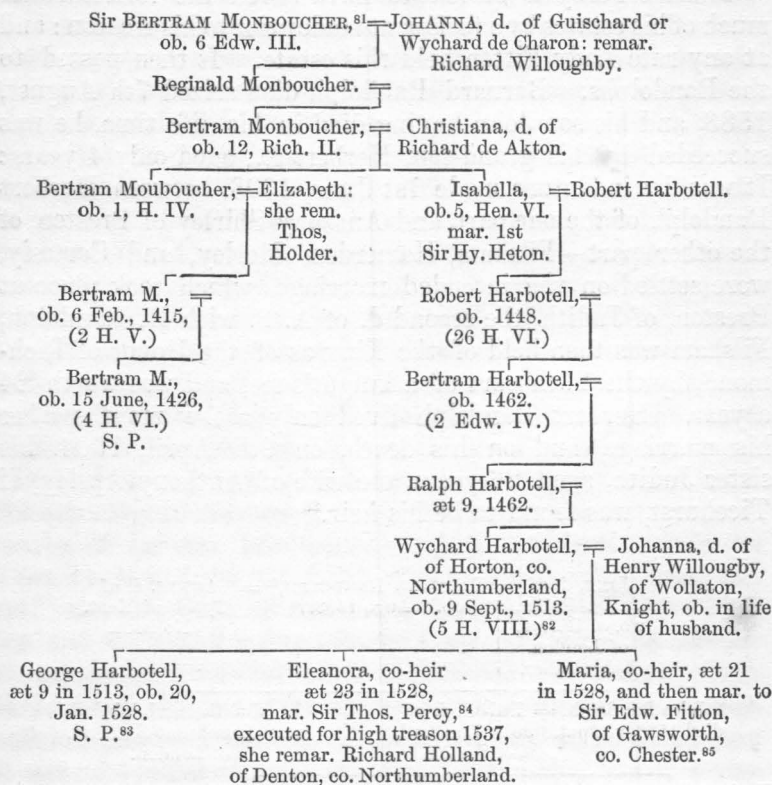 Sir BERTRAM MONBOUCHER,⁸¹=JOHANNA, d. of Guischard or
ob. 6 Edw. III.
Wychard de Charon: remar.
Richard Willoughby.
Reginald Monboucher.=
Bertram Monboucher, = Christiana, d. of
ob. 12, Rich. II.
Richard de Akton.
Bertram Moubucher,=Elizabeth:
ob. 1, H. IV.
she rem.
Thos,
Holder.
Isabella,=Robert Harbotell.
ob. 5, Hen. VI.
mar. 1st
Sir Hy. Heton.
Bertram M.,=
ob. 6 Feb., 1415,
(2 H. V.)
Robert Harbotell,=
ob. 1448.
(26 H. VI.)
Bertram M.,
ob. 15 June, 1426,
(4 H. VI.)
S. P.
Bertram Harbotell,=
ob. 1462.
(2 Edw. IV.)
Ralph Harbotell,=
æt 9, 1462.
Wychard Harbotell, = Johanna, d. of
of Horton, co.
Northumberland,
ob. 9 Sept., 1513.
(5 H. VIII.)⁸²
Henry Willougby,
of Wollaton,
Knight, ob. in life
of husband.
George Harbotell,
æt 9 in 1513, ob. 20,
Jan. 1528.
S. P.⁸³
Eleanora, co-heir
æt 23 in 1528,
mar. Sir Thos. Percy,⁸⁴
executed for high treason 1537,
she remar. Richard Holland,
of Denton, co. Northumberland.
Maria, co-heir, æt 21
in 1528, and then mar. to
Sir Edw. Fitton,
of Gawsworth,
co. Chester.⁸⁵